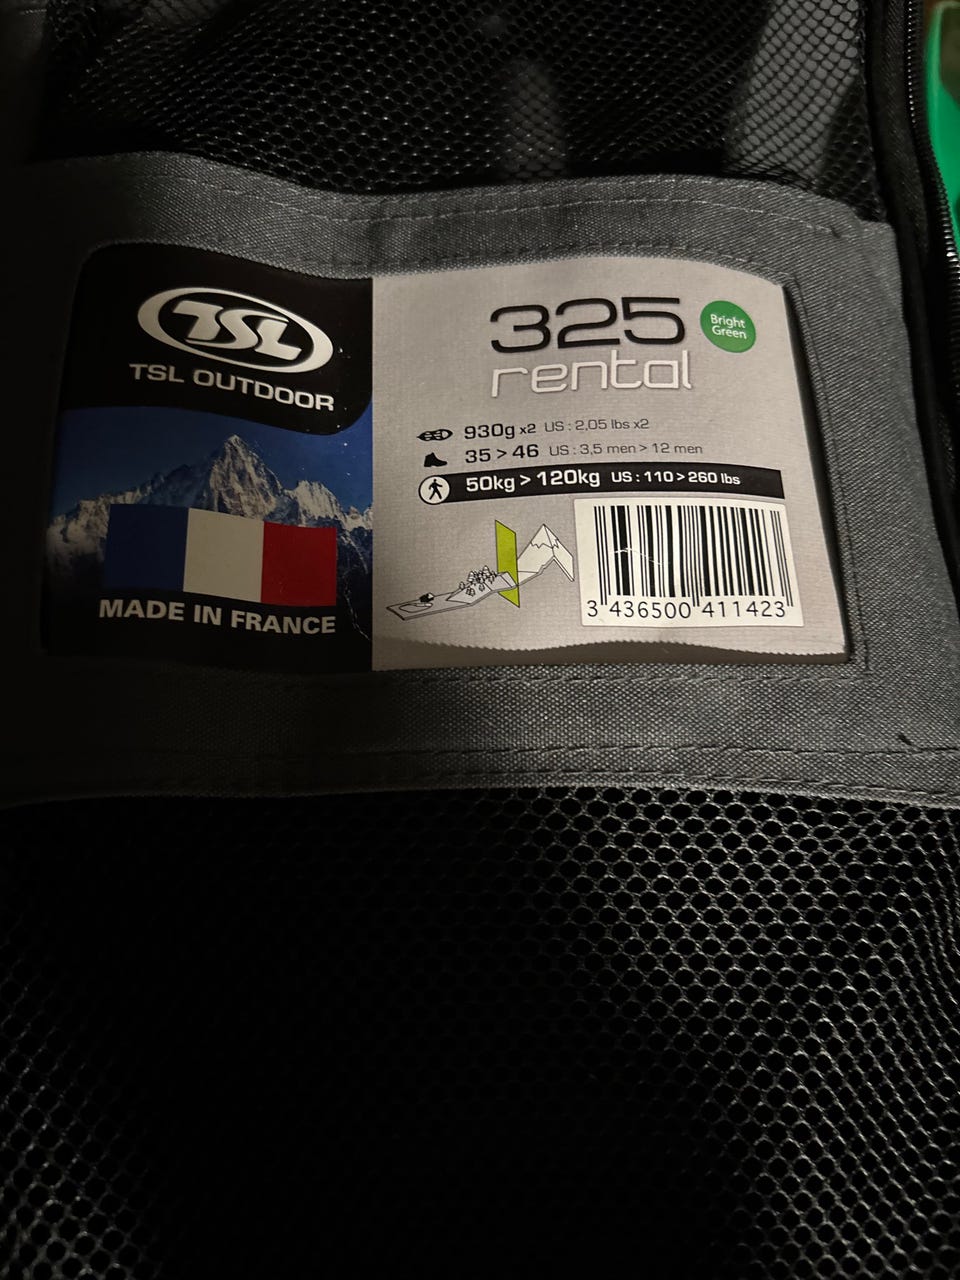 TSL
TSL OUTDOOR
MADE IN FRANCE
325
rental
Bright
Green
930g x2 US : 2,05 lbs x2
35 > 46 US : 3,5 men > 12 men
50kg > 120kg US : 110 > 260 lbs
3 436500 411423